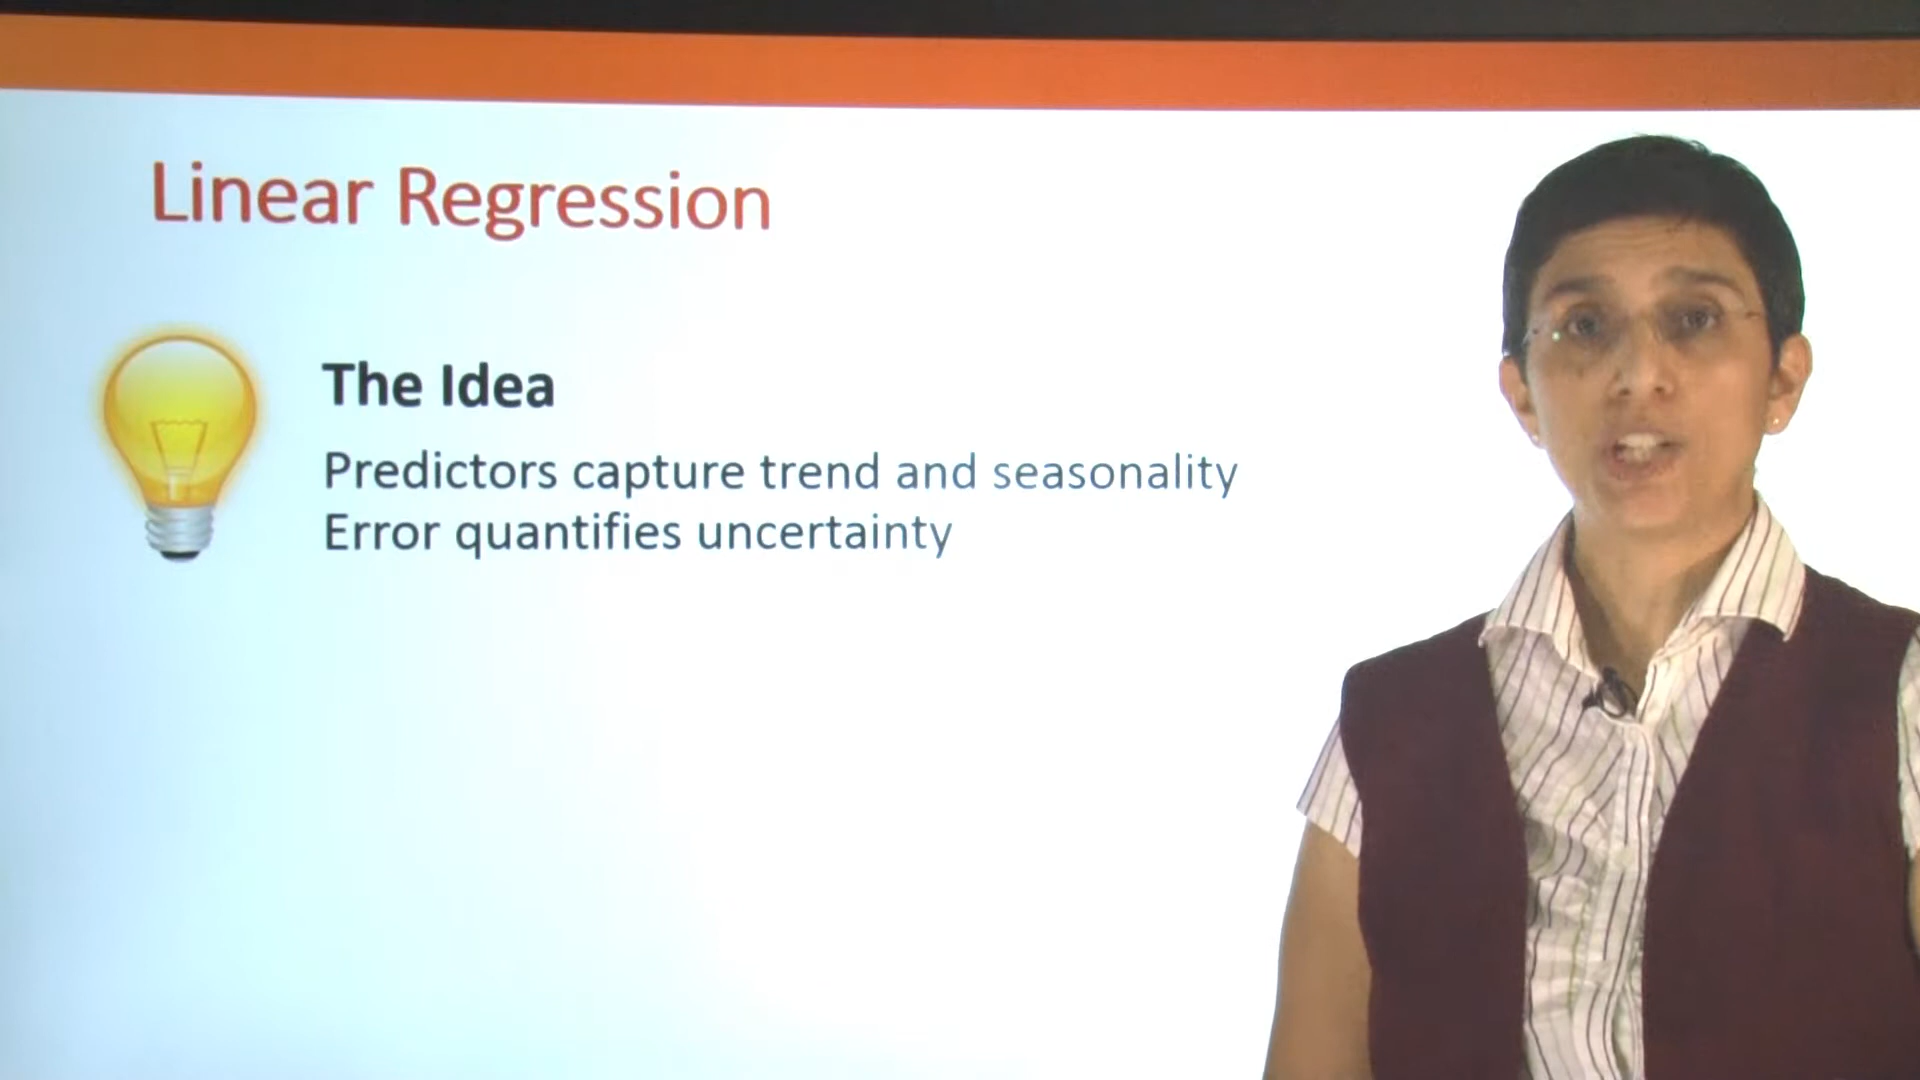 Linear Regression
The Idea
Predictors capture trend and seasonality
Error quantifies uncertainty